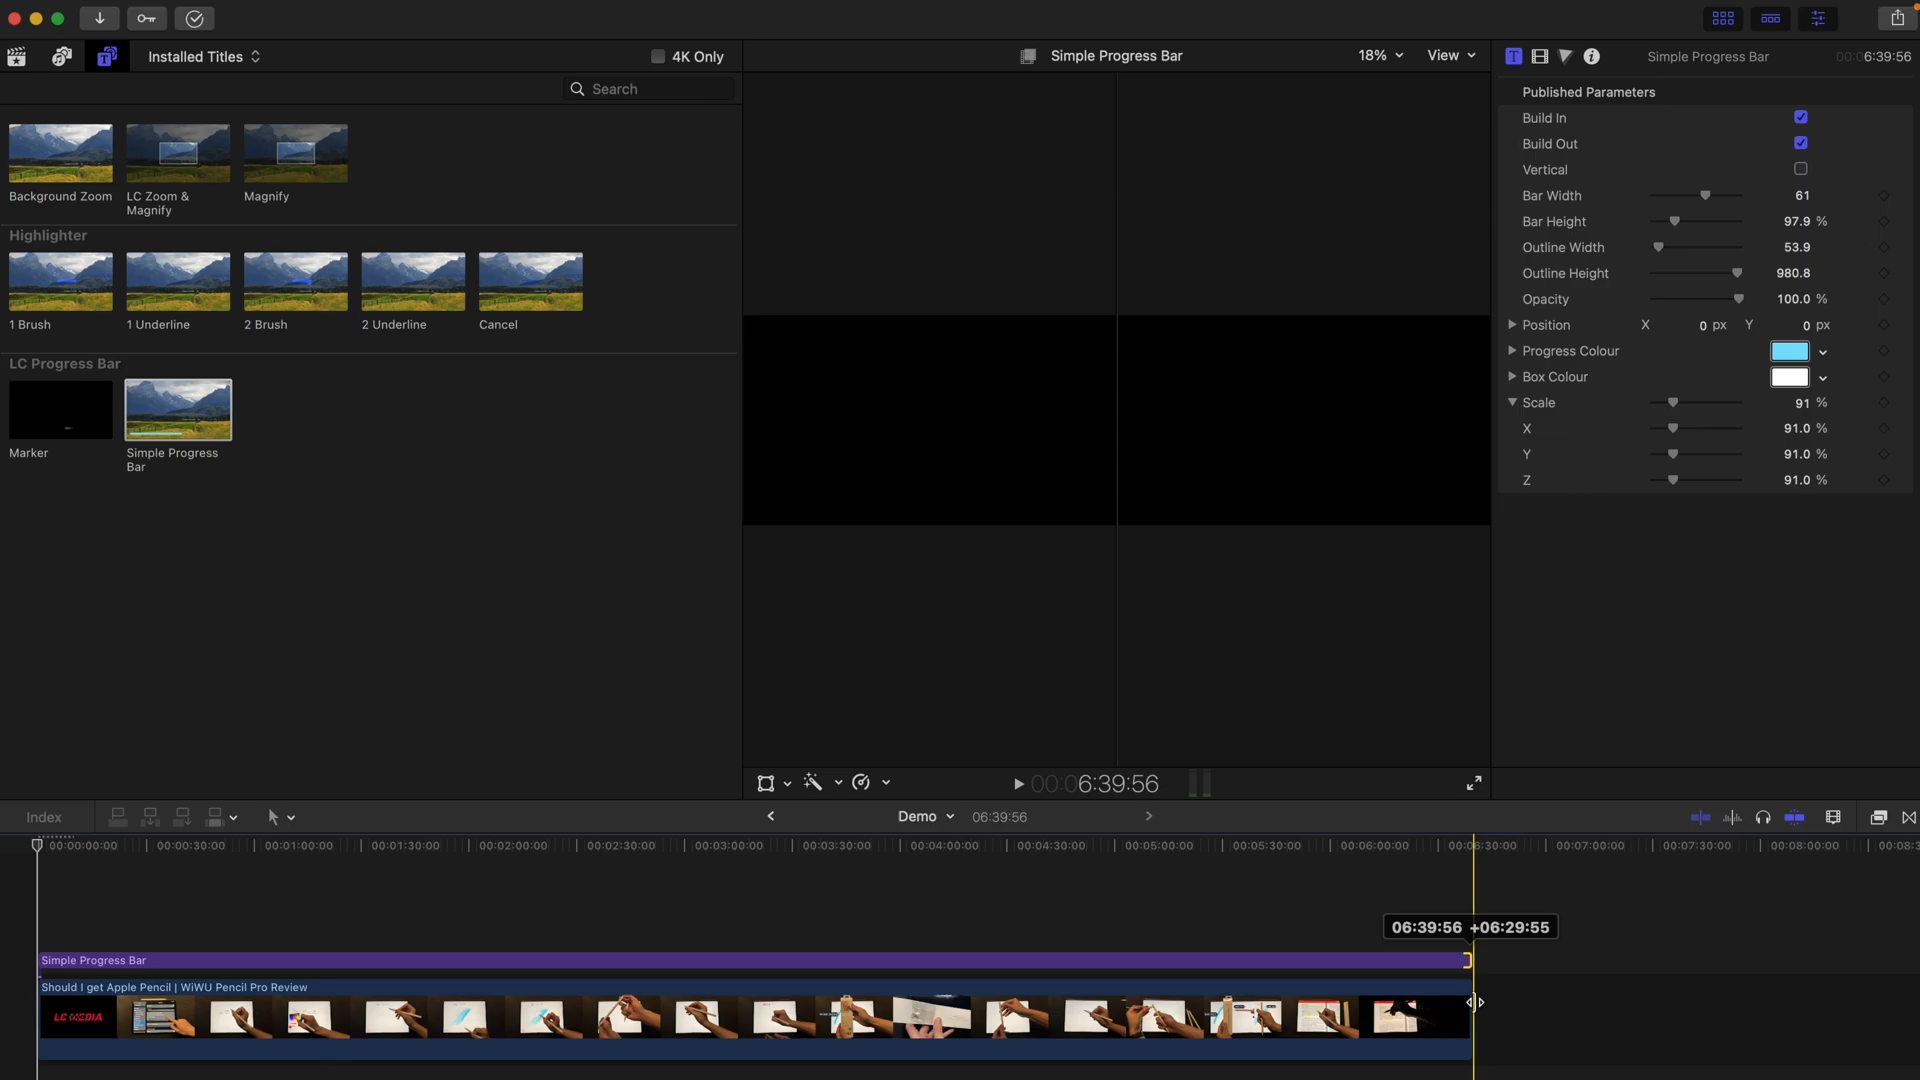 Installed Titles
4K Only
Simple Progress Bar
18%
View
Simple Progress Bar
00:06:39:56
Search
Published Parameters
Build In
Build Out
Vertical
Bar Width 61
Bar Height 97.9 %
Outline Width 53.9
Outline Height 980.8
Opacity 100.0 %
Position X 0 px Y 0 px
Progress Colour
Box Colour
Scale 91 %
X 91.0 %
Y 91.0 %
Z 91.0 %
Background Zoom
LC Zoom &
Magnify
Magnify
Highlighter
1 Brush
1 Underline
2 Brush
2 Underline
Cancel
LC Progress Bar
Marker
Simple Progress
Bar
00:06:39:56
Index
Demo
06:39:56
00:00:00:00 00:00:30:00 00:01:00:00 00:01:30:00 00:02:00:00 00:02:30:00 00:03:00:00 00:03:30:00 00:04:00:00 00:04:30:00 00:05:00:00 00:05:30:00 00:06:00:00 00:06:30:00 00:07:00:00 00:07:30:00 00:08:00:00 00:08:3
06:39:56 +06:29:55
Simple Progress Bar
Should I get Apple Pencil | WiWU Pencil Pro Review
LC MEDIA